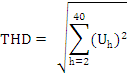 THD = √∑_{h=2}^{40} (U_h)²